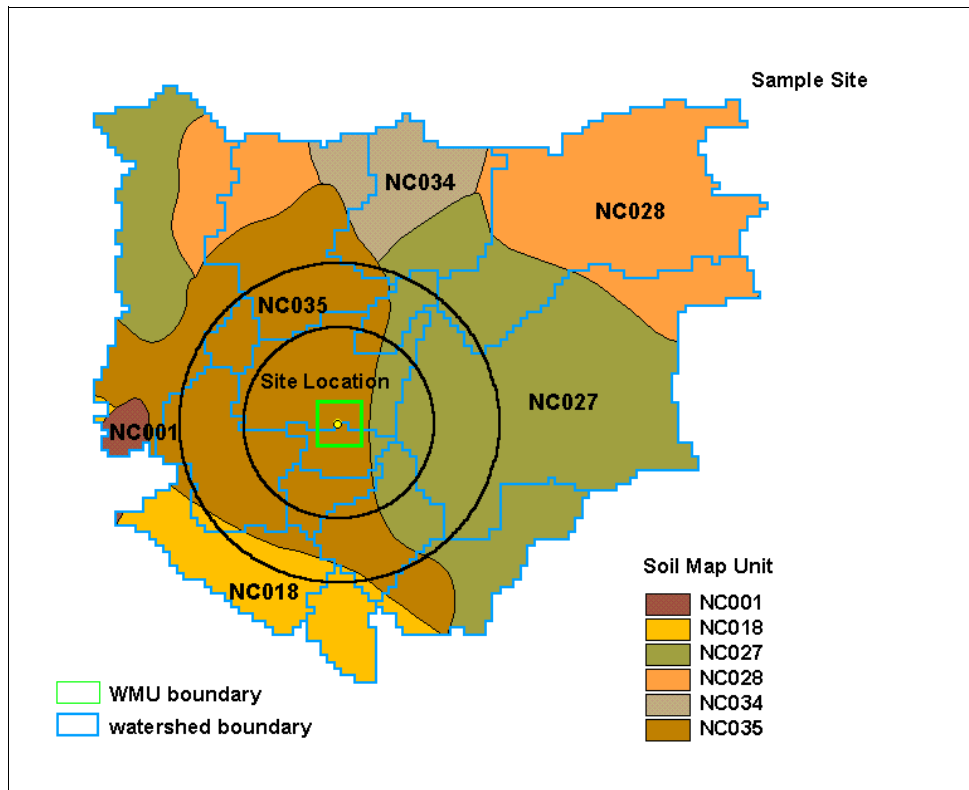 Sample Site
NC034
NC028
NC035
Site Location
NC027
NC001
NC018
Soil Map Unit
NC001
NC018
NC027
NC028
NC034
NC035
WMU boundary
watershed boundary